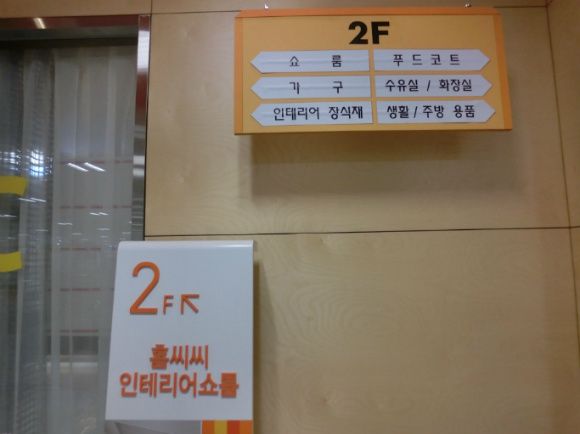 2F
쇼 룸 푸드코트
가 구 수유실 / 화장실
인테리어 장식재 생활 / 주방 용품
2F↖
홈씨씨
인테리어쇼룸